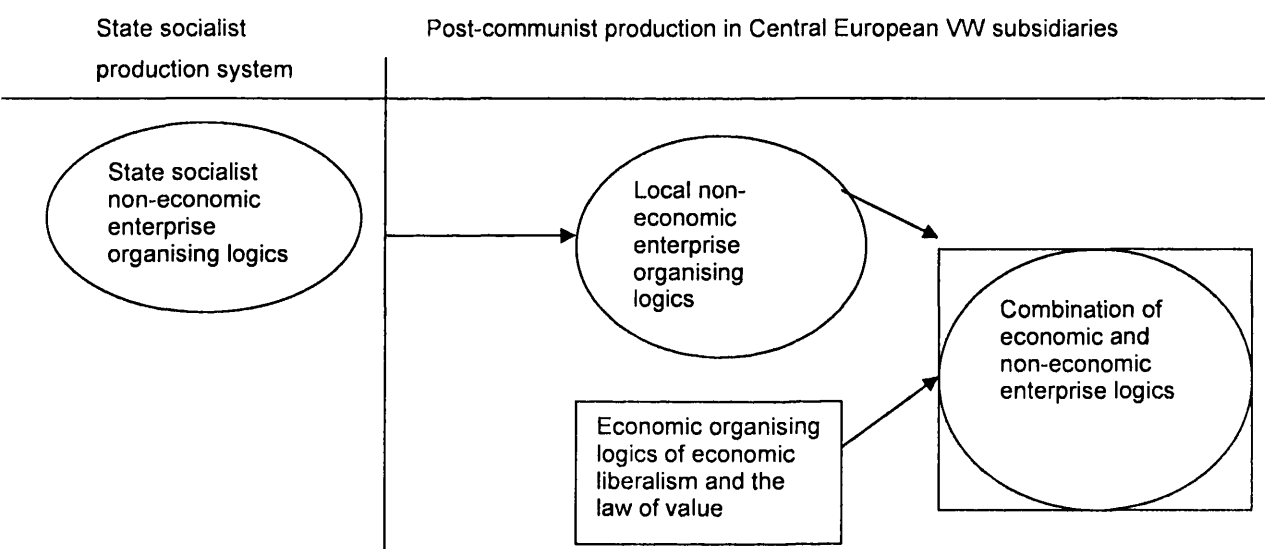 State socialist
production system
Post-communist production in Central European VW subsidiaries
State socialist
non-economic
enterprise
organising logics
Local non-
economic
enterprise
organising
logics
Economic organising
logics of economic
liberalism and the
law of value
Combination of
economic and
non-economic
enterprise logics